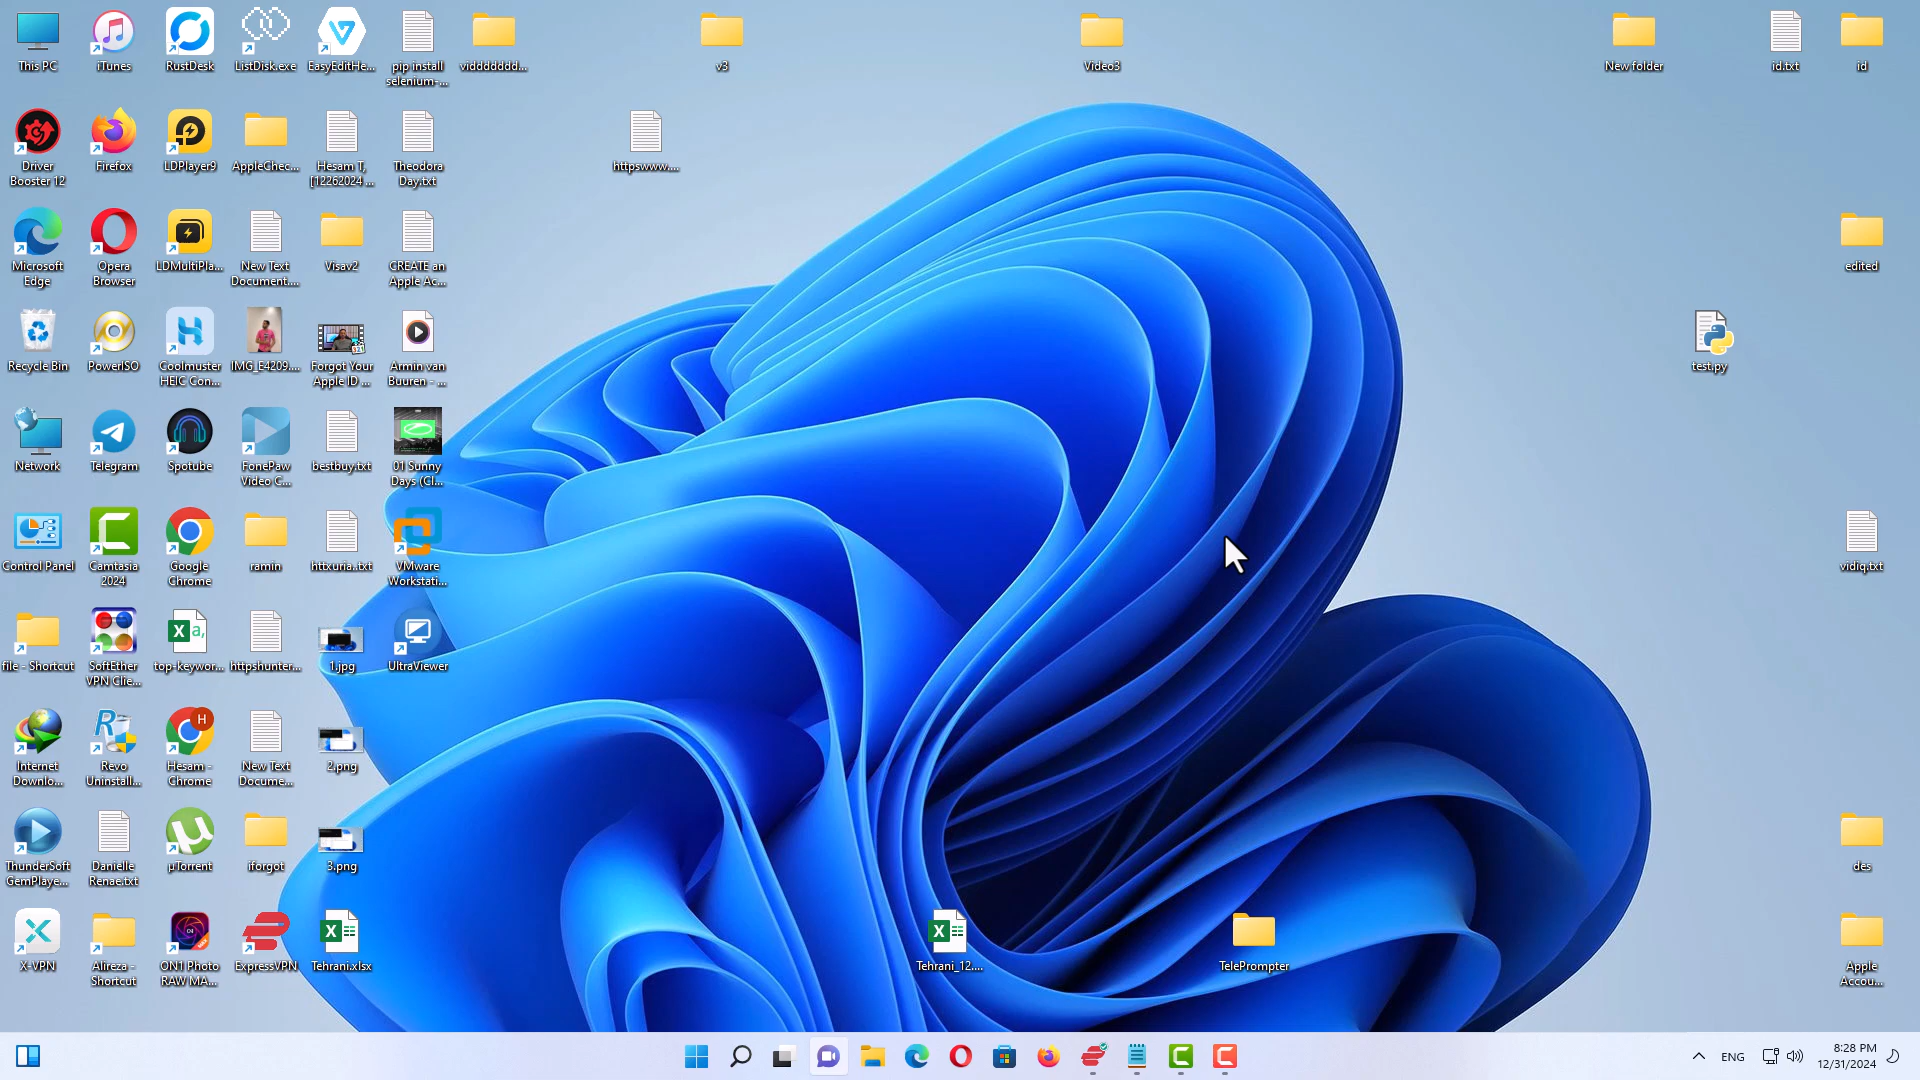 This PC
iTunes
RustDesk
ListDisk.exe
EasyEditHe...
pip install
selenium-...
vidddddd...
v3
Video3
New folder
id.txt
id
Driver
Booster 12
Firefox
LDPlayer9
AppleChec...
Hesam T,
[12262024 ...
Theodora
Day.txt
httpswww....
Microsoft
Edge
Opera
Browser
LDMultiPla...
New Text
Document....
Visav2
CREATE an
Apple Ac...
edited
Recycle Bin
PowerISO
Coolmuster
HEIC Con...
IMG_E4209....
Forgot Your
Apple ID ...
Armin van
Buuren - ...
test.py
Network
Telegram
Spotube
FonePaw
Video C...
bestbuy.txt
01 Sunny
Days (Cl...
Control Panel
Camtasia
2024
Google
Chrome
ramin
httxuria..txt
VMware
Workstati...
vidiq.txt
file - Shortcut
SoftEther
VPN Clie...
top-keywor...
httpshunter...
1.jpg
UltraViewer
Internet
Downlo...
Revo
Uninstall...
Hesam -
Chrome
New Text
Docume...
2.png
ThunderSoft
GemPlaye...
Danielle
Renae.txt
µTorrent
iforgot
3.png
des
X-VPN
Alireza -
Shortcut
ON1 Photo
RAW MA...
ExpressVPN
Tehrani.xlsx
Tehrani_12....
TelePrompter
Apple
Accou...
ENG
8:28 PM
12/31/2024